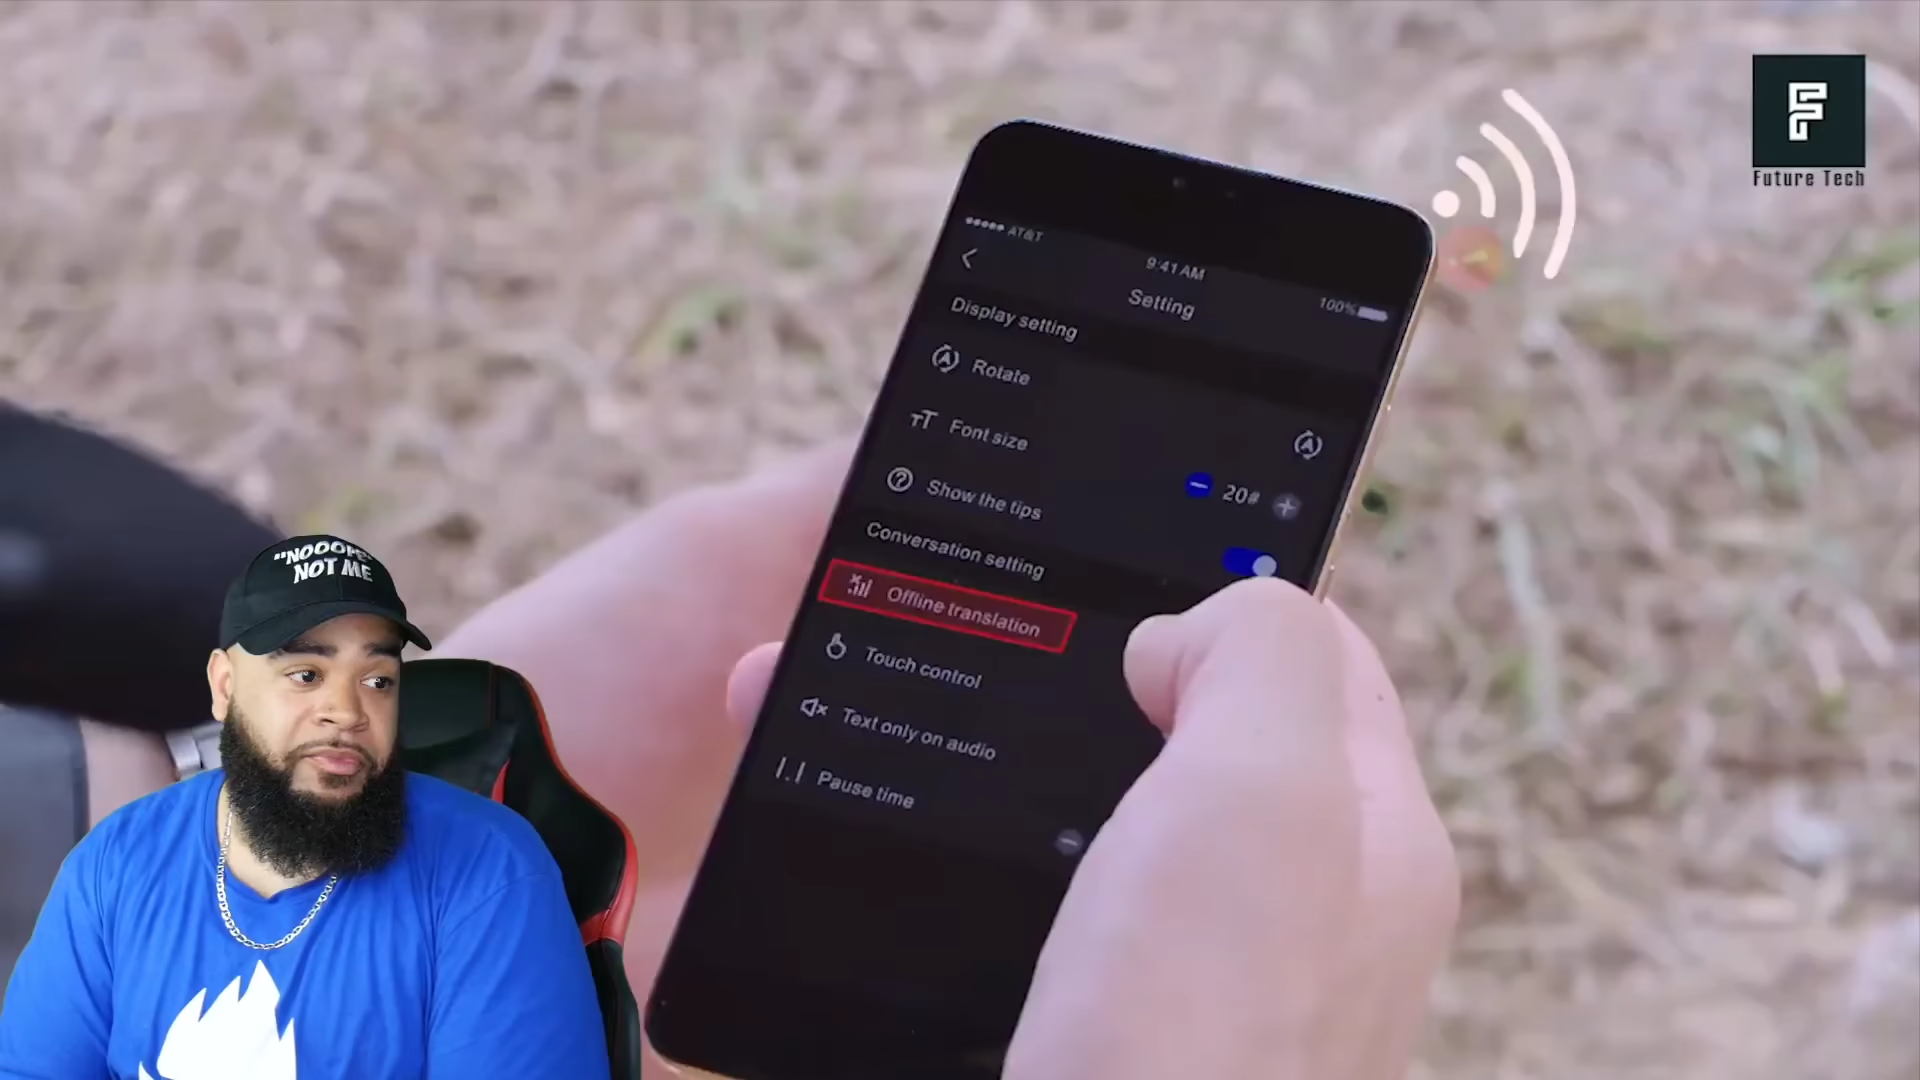 Future Tech
AT&T
9:41 AM
100%
Setting
Display setting
Rotate
Font size
20#
Show the tips
Conversation setting
Offline translation
Touch control
Text only on audio
Pause time
"NOOOPE"
NOT ME